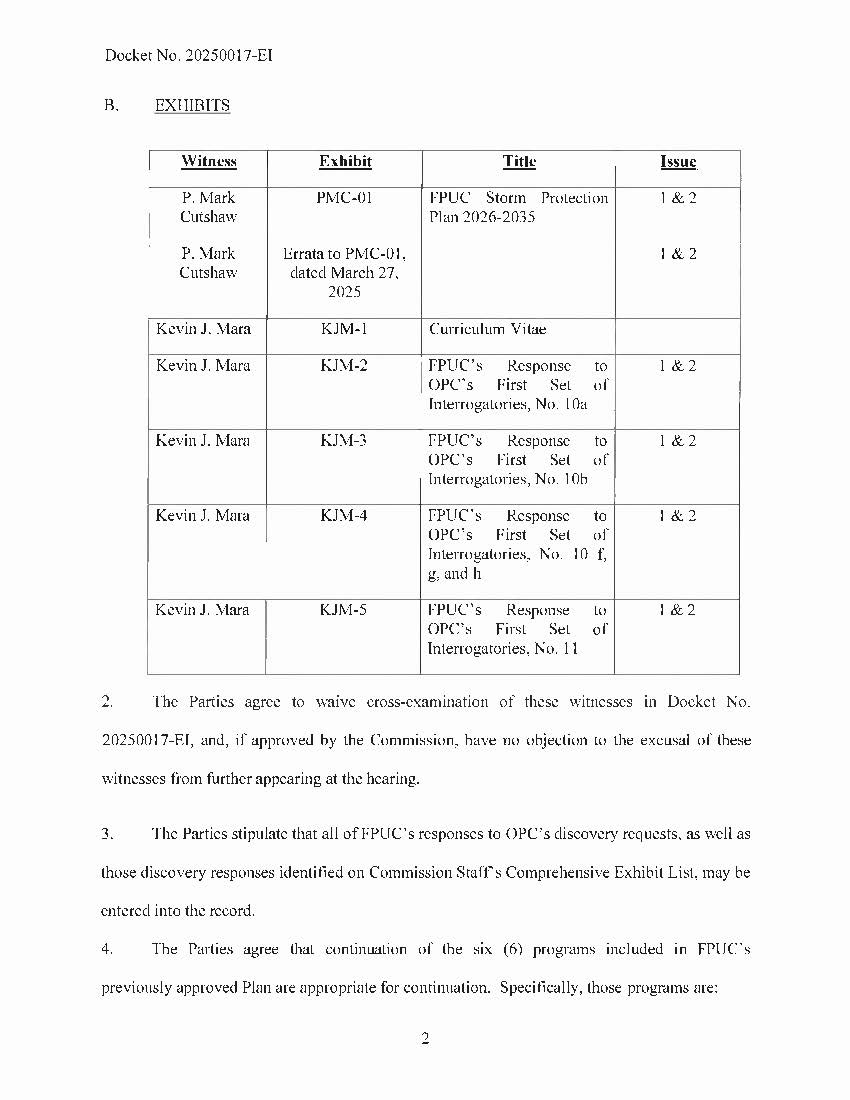 Docket No. 20250017-EI
B. EXHIBITS
Witness Exhibit Title Issue
P. Mark PMC-01 FPUC Storm Protection 1 & 2
Cutshaw Plan 2026-2035
P. Mark Errata to PMC-01, 1 & 2
Cutshaw dated March 27,
2025
Kevin J. Mara KJM-1 Curriculum Vitae
Kevin J. Mara KJM-2 FPUC's Response to 1 & 2
OPC's First Set of
Interrogatories, No. 10a
Kevin J. Mara KJM-3 FPUC's Response to 1 & 2
OPC's First Set of
Interrogatories, No. 10b
Kevin J. Mara KJM-4 FPUC's Response to 1 & 2
OPC's First Set of
Interrogatories, No. 10 f,
g, and h
Kevin J. Mara KJM-5 FPUC's Response to 1 & 2
OPC's First Set of
Interrogatories, No. 11
2. The Parties agree to waive cross-examination of these witnesses in Docket No.
20250017-EI, and, if approved by the Commission, have no objection to the excusal of these
witnesses from further appearing at the hearing.
3. The Parties stipulate that all of FPUC's responses to OPC's discovery requests, as well as
those discovery responses identified on Commission Staff's Comprehensive Exhibit List, may be
entered into the record.
4. The Parties agree that continuation of the six (6) programs included in FPUC's
previously approved Plan are appropriate for continuation. Specifically, those programs are:
2